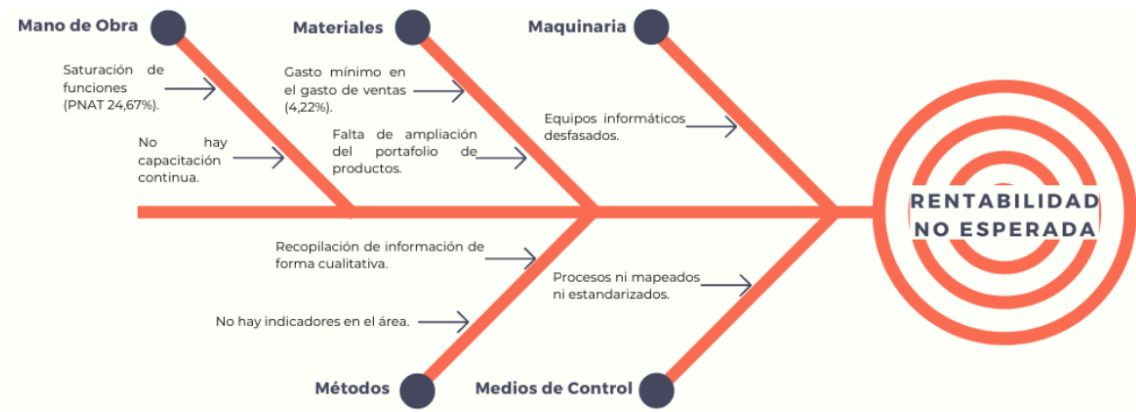 Mano de Obra
Saturación de
funciones
(PNAT 24,67%).
No hay
capacitación
continua.
Materiales
Gasto mínimo en
el gasto de ventas
(4,22%).
Falta de ampliación
del portafolio de
productos.
Maquinaria
Equipos informáticos
desfasados.
RENTABILIDAD
NO ESPERADA
Recopilación de información de
forma cualitativa.
No hay indicadores en el área.
Métodos
Procesos ni mapeados
ni estandarizados.
Medios de Control